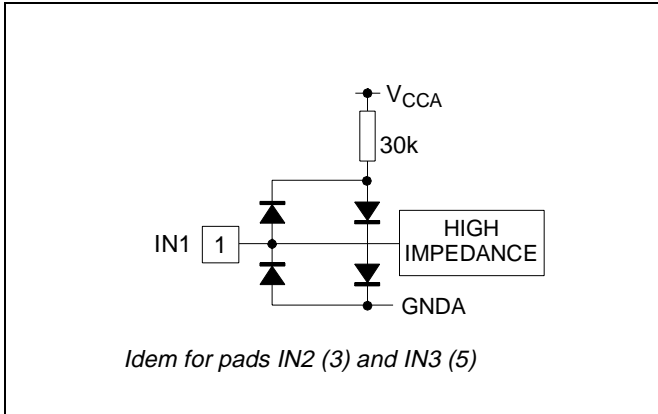 VCCA
30k
IN1 1
HIGH
IMPEDANCE
GNDA
Idem for pads IN2 (3) and IN3 (5)